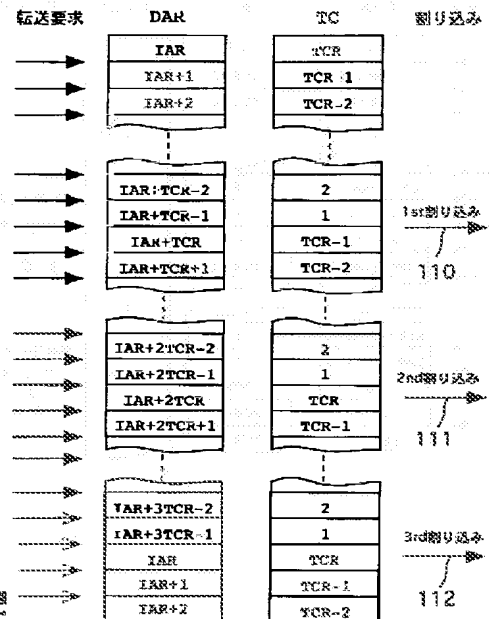 転送要求 DAR TC 割り込み
IAR TCR
IAR+1 TCR-1
IAR+2 TCR-2
IAR+TCR-2 2
IAR+TCR-1 1 1st割り込み
IAR+TCR TCR-1
IAR+TCR+1 TCR-2 110
IAR+2TCR-2 2
IAR+2TCR-1 1 2nd割り込み
IAR+2TCR TCR
IAR+2TCR+1 TCR-1 111
IAR+3TCR-2 2
IAR+3TCR-1 1 3rd割り込み
IAR TCR
IAR+1 TCR-1 112
IAR+2 TCR-2